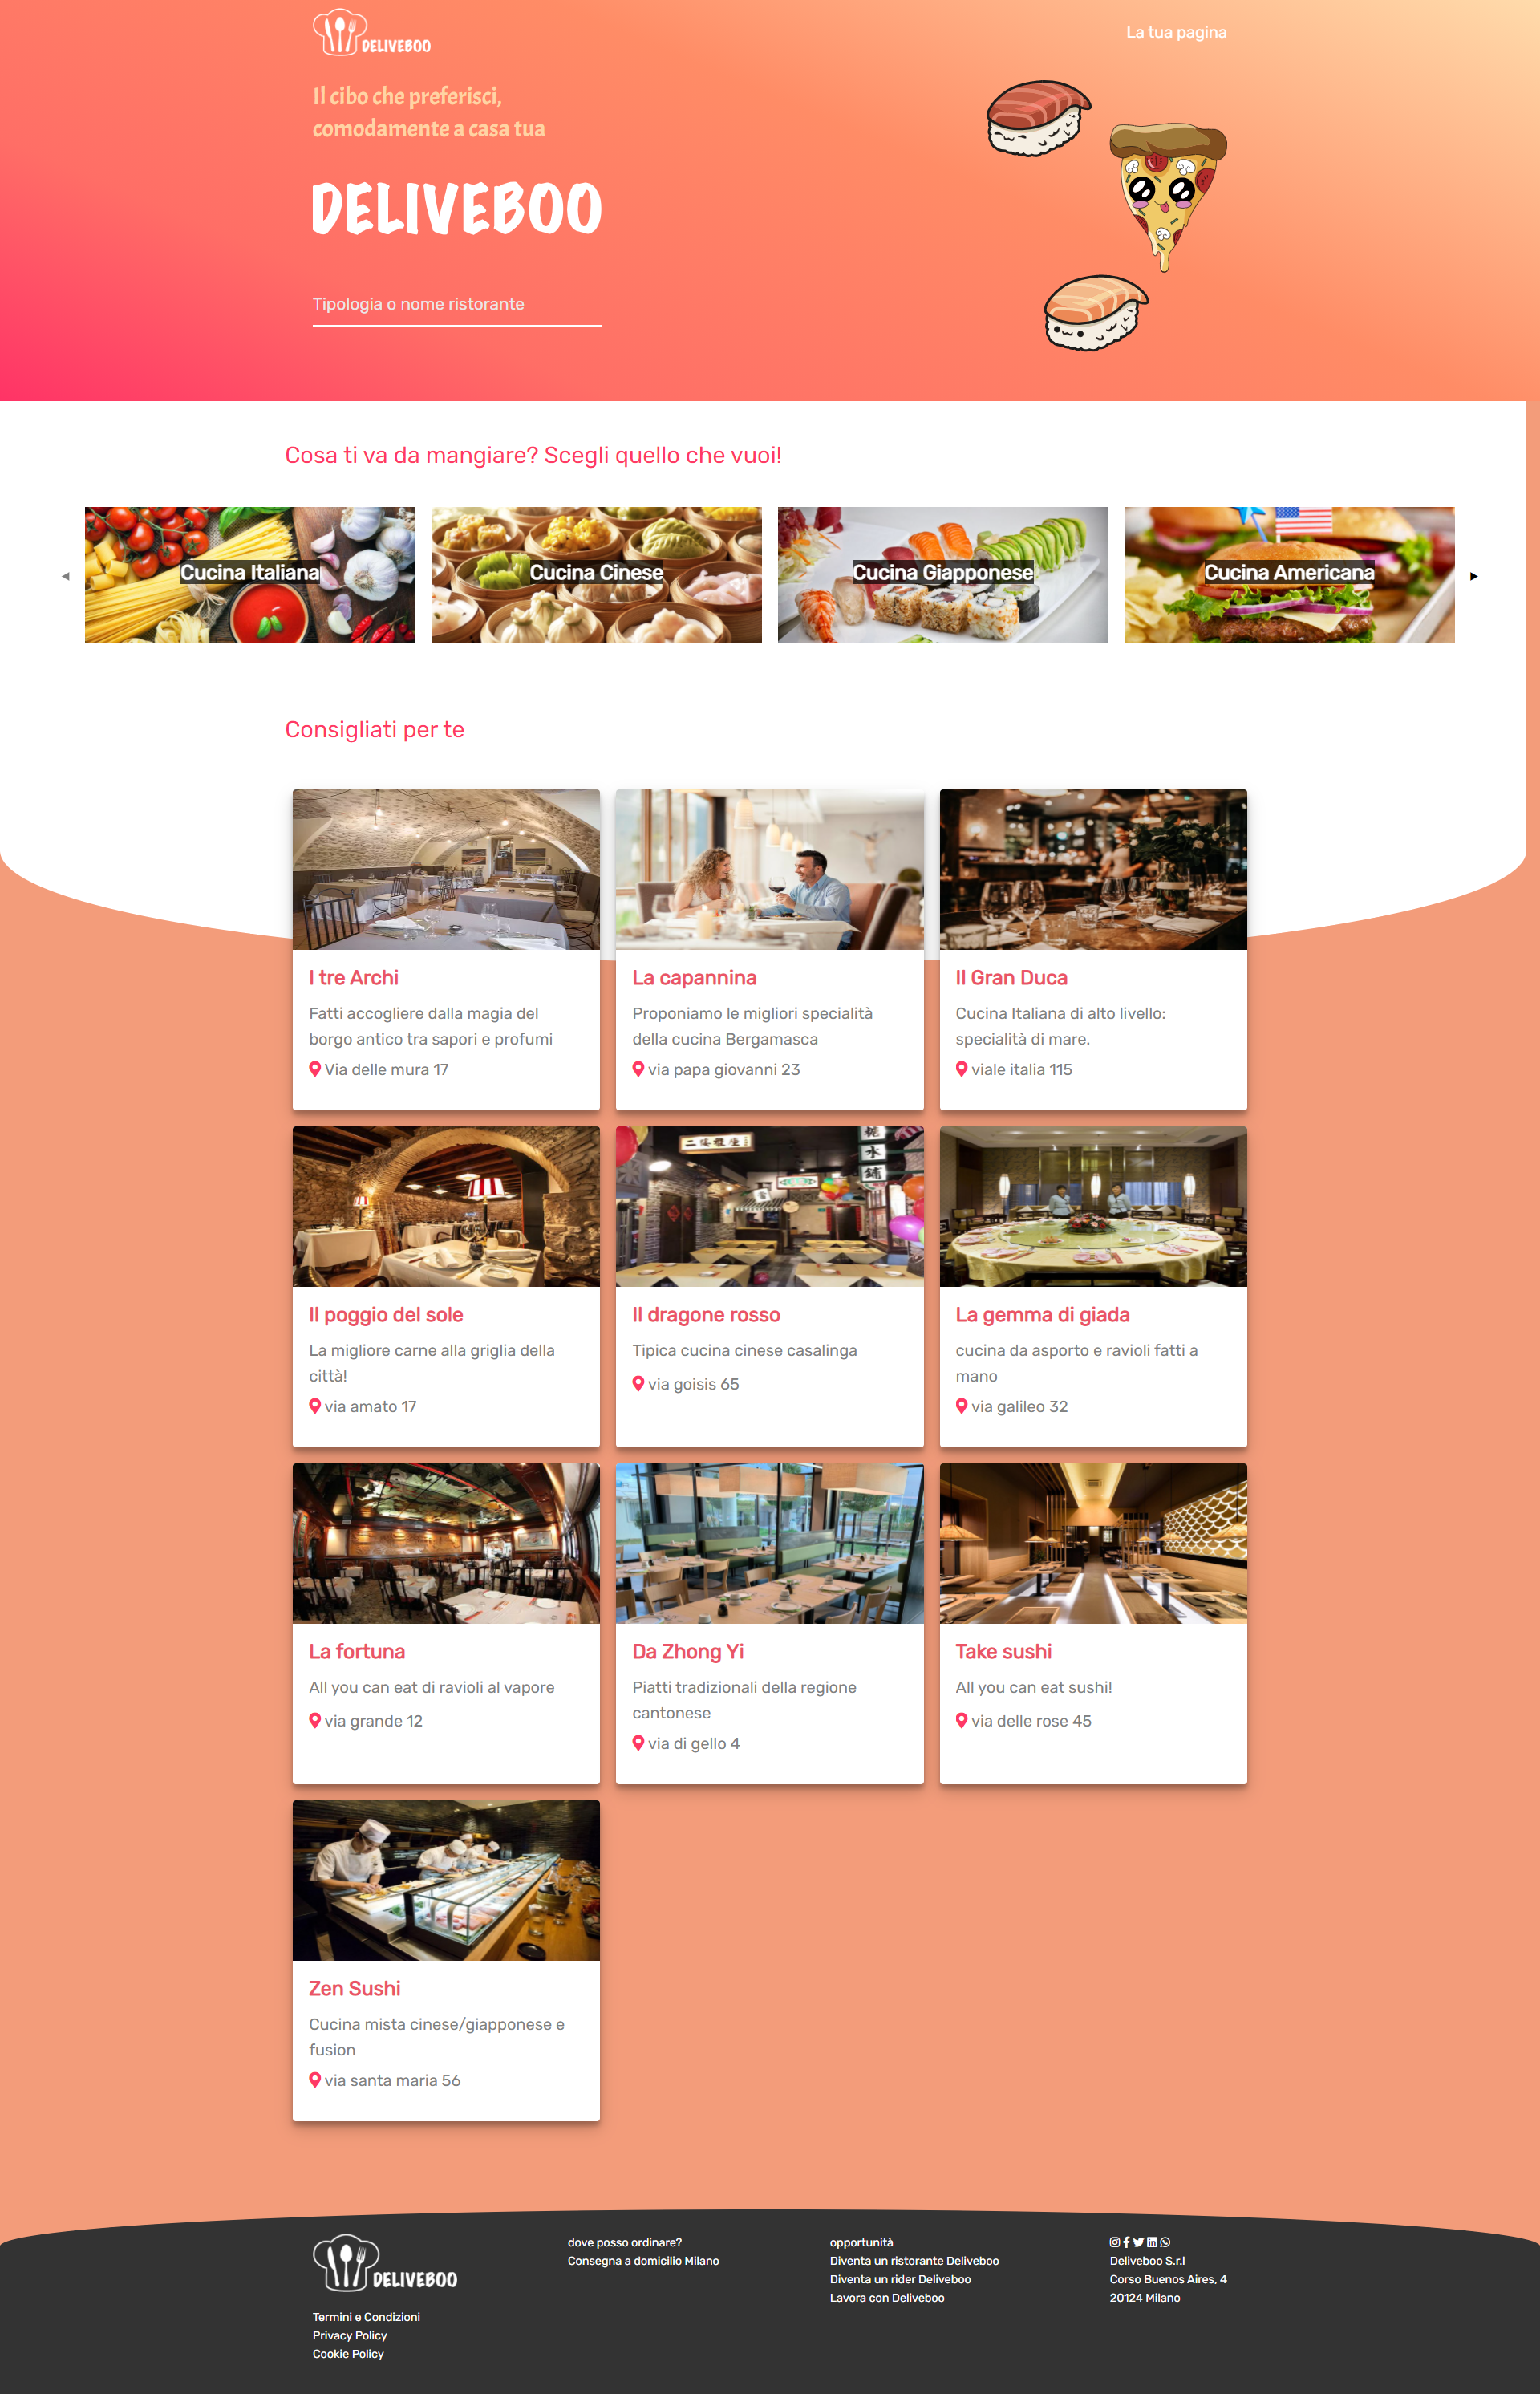 DELIVEBOO
La tua pagina
Il cibo che preferisci,
comodamente a casa tua
DELIVEBOO
Tipologia o nome ristorante
Cosa ti va da mangiare? Scegli quello che vuoi!
Cucina Italiana
Cucina Cinese
Cucina Giapponese
Cucina Americana
Consigliati per te
I tre Archi
Fatti accogliere dalla magia del
borgo antico tra sapori e profumi
Via delle mura 17
La capannina
Proponiamo le migliori specialità
della cucina Bergamasca
via papa giovanni 23
Il Gran Duca
Cucina Italiana di alto livello:
specialità di mare.
viale italia 115
Il poggio del sole
La migliore carne alla griglia della
città!
via amato 17
Il dragone rosso
Tipica cucina cinese casalinga
via goisis 65
La gemma di giada
cucina da asporto e ravioli fatti a
mano
via galileo 32
La fortuna
All you can eat di ravioli al vapore
via grande 12
Da Zhong Yi
Piatti tradizionali della regione
cantonese
via di gello 4
Take sushi
All you can eat sushi!
via delle rose 45
Zen Sushi
Cucina mista cinese/giapponese e
fusion
via santa maria 56
DELIVEBOO
Termini e Condizioni
Privacy Policy
Cookie Policy
dove posso ordinare?
Consegna a domicilio Milano
opportunità
Diventa un ristorante Deliveboo
Diventa un rider Deliveboo
Lavora con Deliveboo
Deliveboo S.r.l
Corso Buenos Aires, 4
20124 Milano